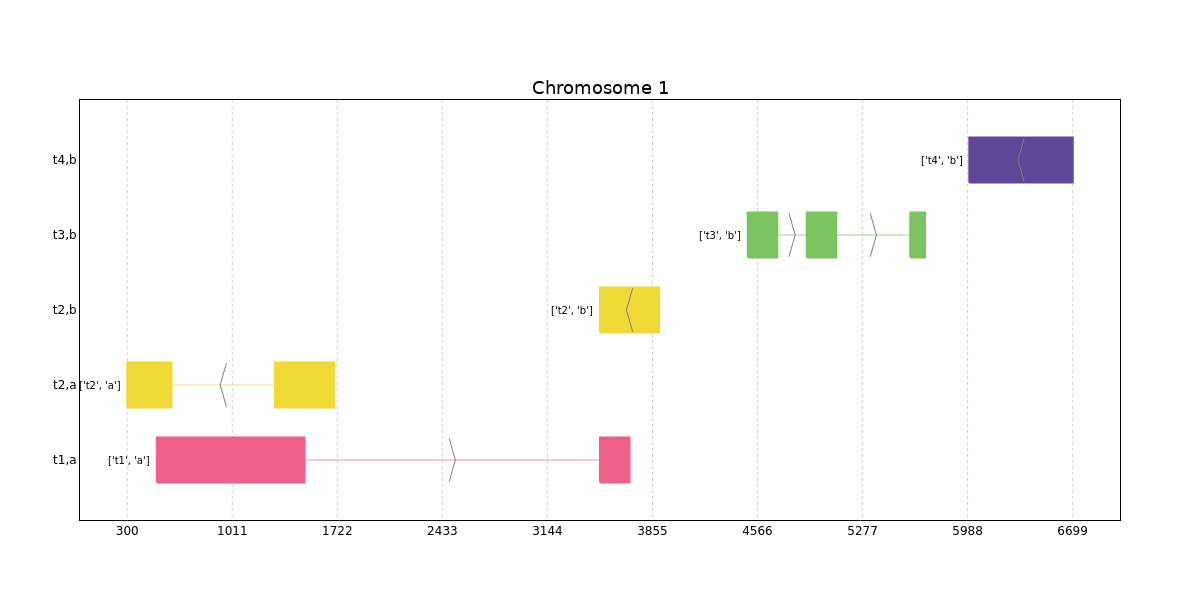 Chromosome 1
t4,b ['t4', 'b']
t3,b ['t3', 'b']
t2,b ['t2', 'b']
t2,a ['t2', 'a']
t1,a ['t1', 'a']
300 1011 1722 2433 3144 3855 4566 5277 5988 6699